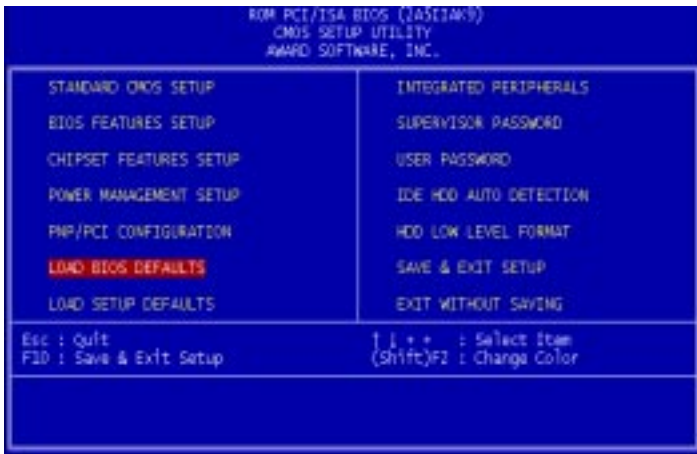 ROM PCI/ISA BIOS (2A5IIAK9)
CMOS SETUP UTILITY
AWARD SOFTWARE, INC.
STANDARD CMOS SETUP
BIOS FEATURES SETUP
CHIPSET FEATURES SETUP
POWER MANAGEMENT SETUP
PNP/PCI CONFIGURATION
LOAD BIOS DEFAULTS
LOAD SETUP DEFAULTS
INTEGRATED PERIPHERALS
SUPERVISOR PASSWORD
USER PASSWORD
IDE HDD AUTO DETECTION
HDD LOW LEVEL FORMAT
SAVE & EXIT SETUP
EXIT WITHOUT SAVING
Esc : Quit
F10 : Save & Exit Setup
↑ ↓ : Select Item
(Shift)F2 : Change Color